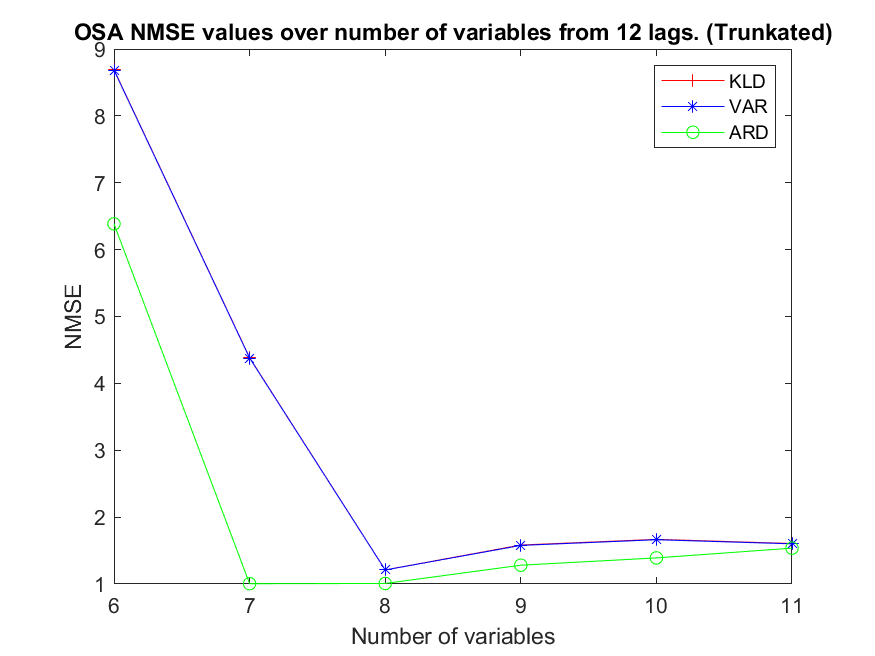 OSA NMSE values over number of variables from 12 lags. (Trunkated)
KLD
VAR
ARD
NMSE
9
8
7
6
5
4
3
2
1
6 7 8 9 10 11
Number of variables